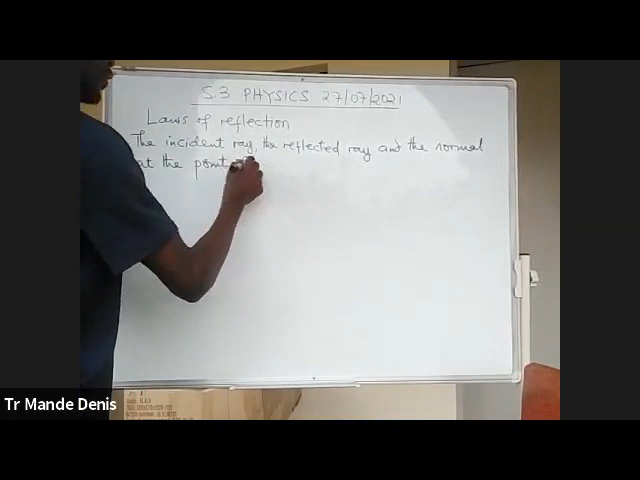 S.3 PHYSICS 27/07/2021
Laws of reflection
The incident ray, the reflected ray and the normal
at the point
Tr Mande Denis